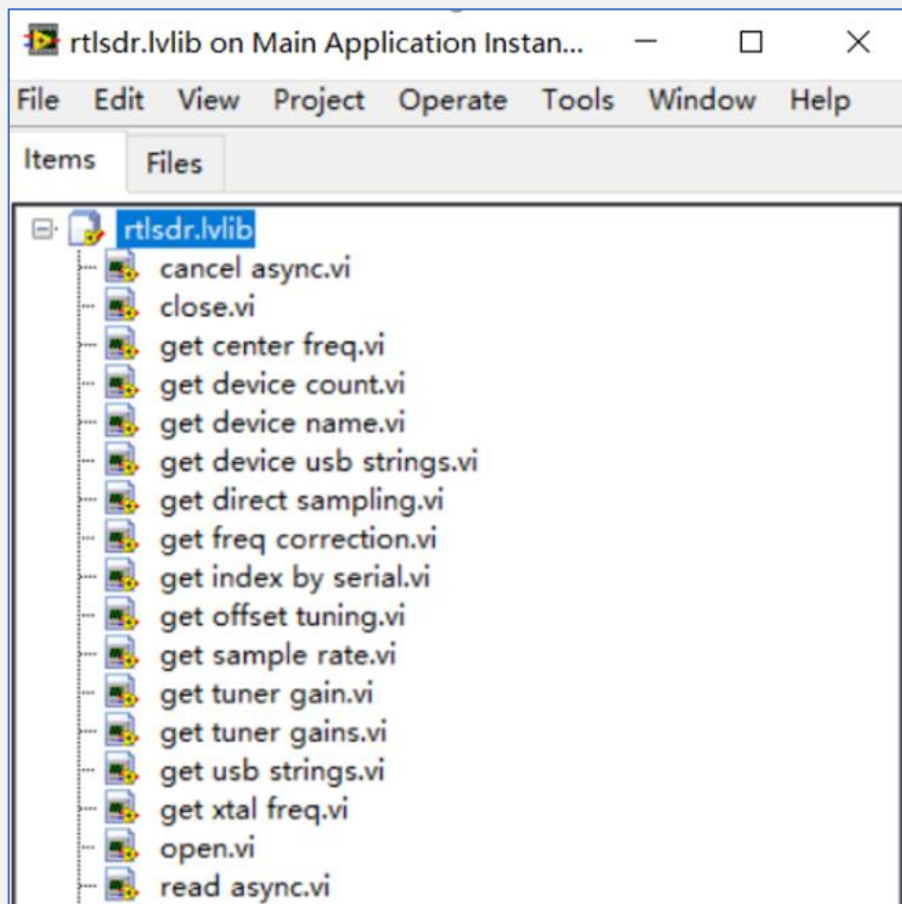 rtlsdr.lvlib on Main Application Instan...
File Edit View Project Operate Tools Window Help
Items Files
rtlsdr.lvlib
cancel async.vi
close.vi
get center freq.vi
get device count.vi
get device name.vi
get device usb strings.vi
get direct sampling.vi
get freq correction.vi
get index by serial.vi
get offset tuning.vi
get sample rate.vi
get tuner gain.vi
get tuner gains.vi
get usb strings.vi
get xtal freq.vi
open.vi
read async.vi